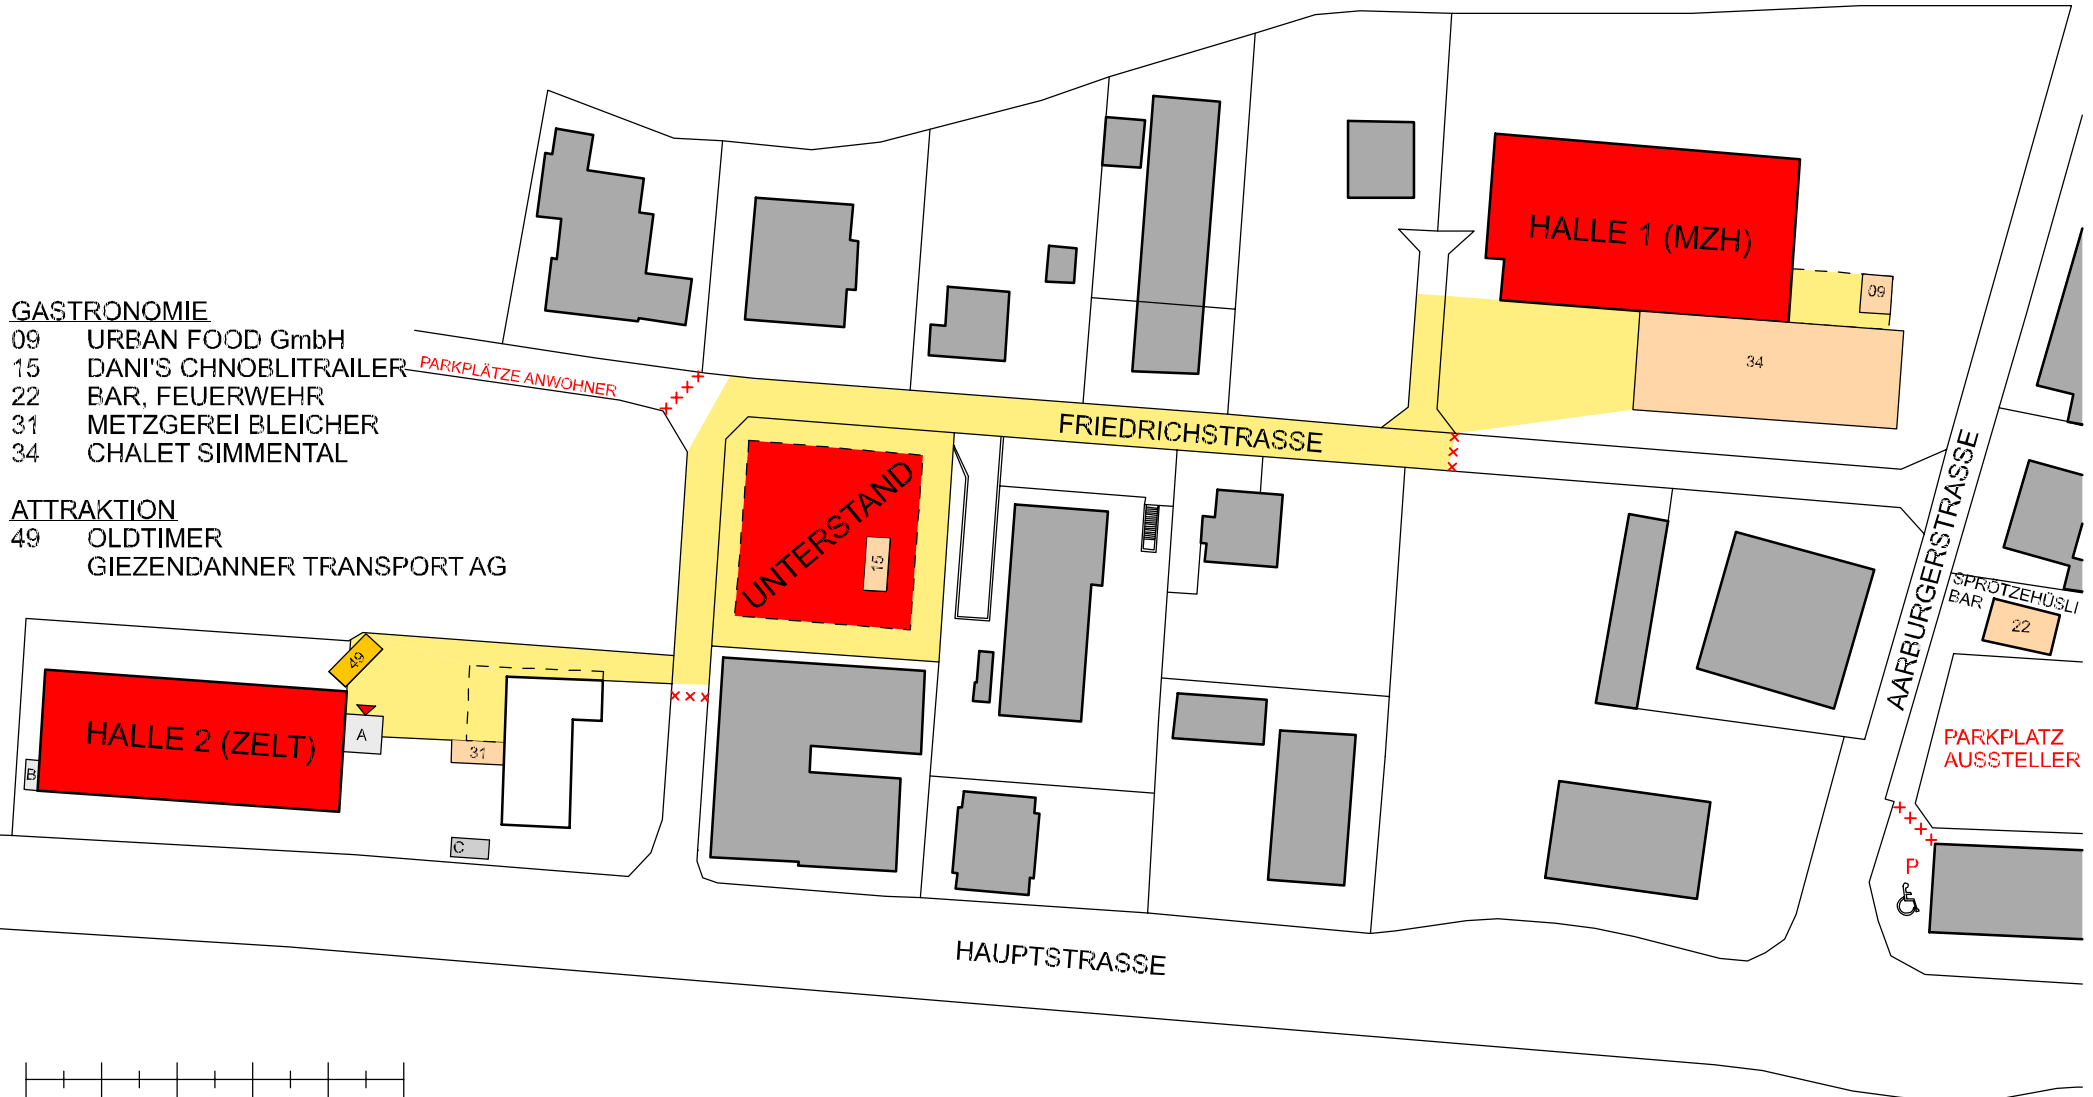 HALLE 1 (MZH)
09
34
GASTRONOMIE
09 URBAN FOOD GmbH
15 DANI'S CHNOBLITRAILER
22 BAR, FEUERWEHR
31 METZGEREI BLEICHER
34 CHALET SIMMENTAL
ATTRAKTION
49 OLDTIMER
GIEZENDANNER TRANSPORT AG
PARKPLÄTZE ANWOHNER
FRIEDRICHSTRASSE
UNTERSTAND
15
AARBURGERSTRASSE
SPRÖTZEHÜSLI
BAR
22
49
HALLE 2 (ZELT)
A
B
31
C
PARKPLATZ
AUSSTELLER
P
HAUPTSTRASSE